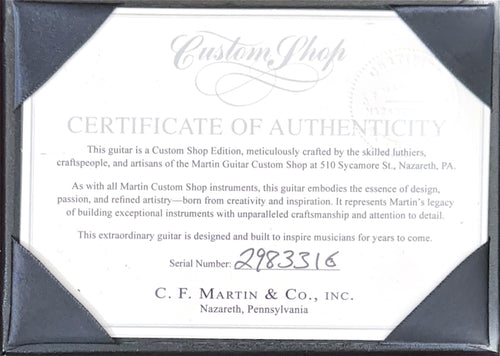 Custom Shop
CERTIFICATE OF AUTHENTICITY
This guitar is a Custom Shop Edition, meticulously crafted by the skilled luthiers,
craftspeople, and artisans of the Martin Guitar Custom Shop at 510 Sycamore St., Nazareth, PA.
As with all Martin Custom Shop instruments, this guitar embodies the essence of design,
passion, and refined artistry—born from creativity and inspiration. It represents Martin's legacy
of building exceptional instruments with unparalleled craftsmanship and attention to detail.
This extraordinary guitar is designed and built to inspire musicians for years to come.
Serial Number: 2983316
C. F. MARTIN & CO., INC.
Nazareth, Pennsylvania